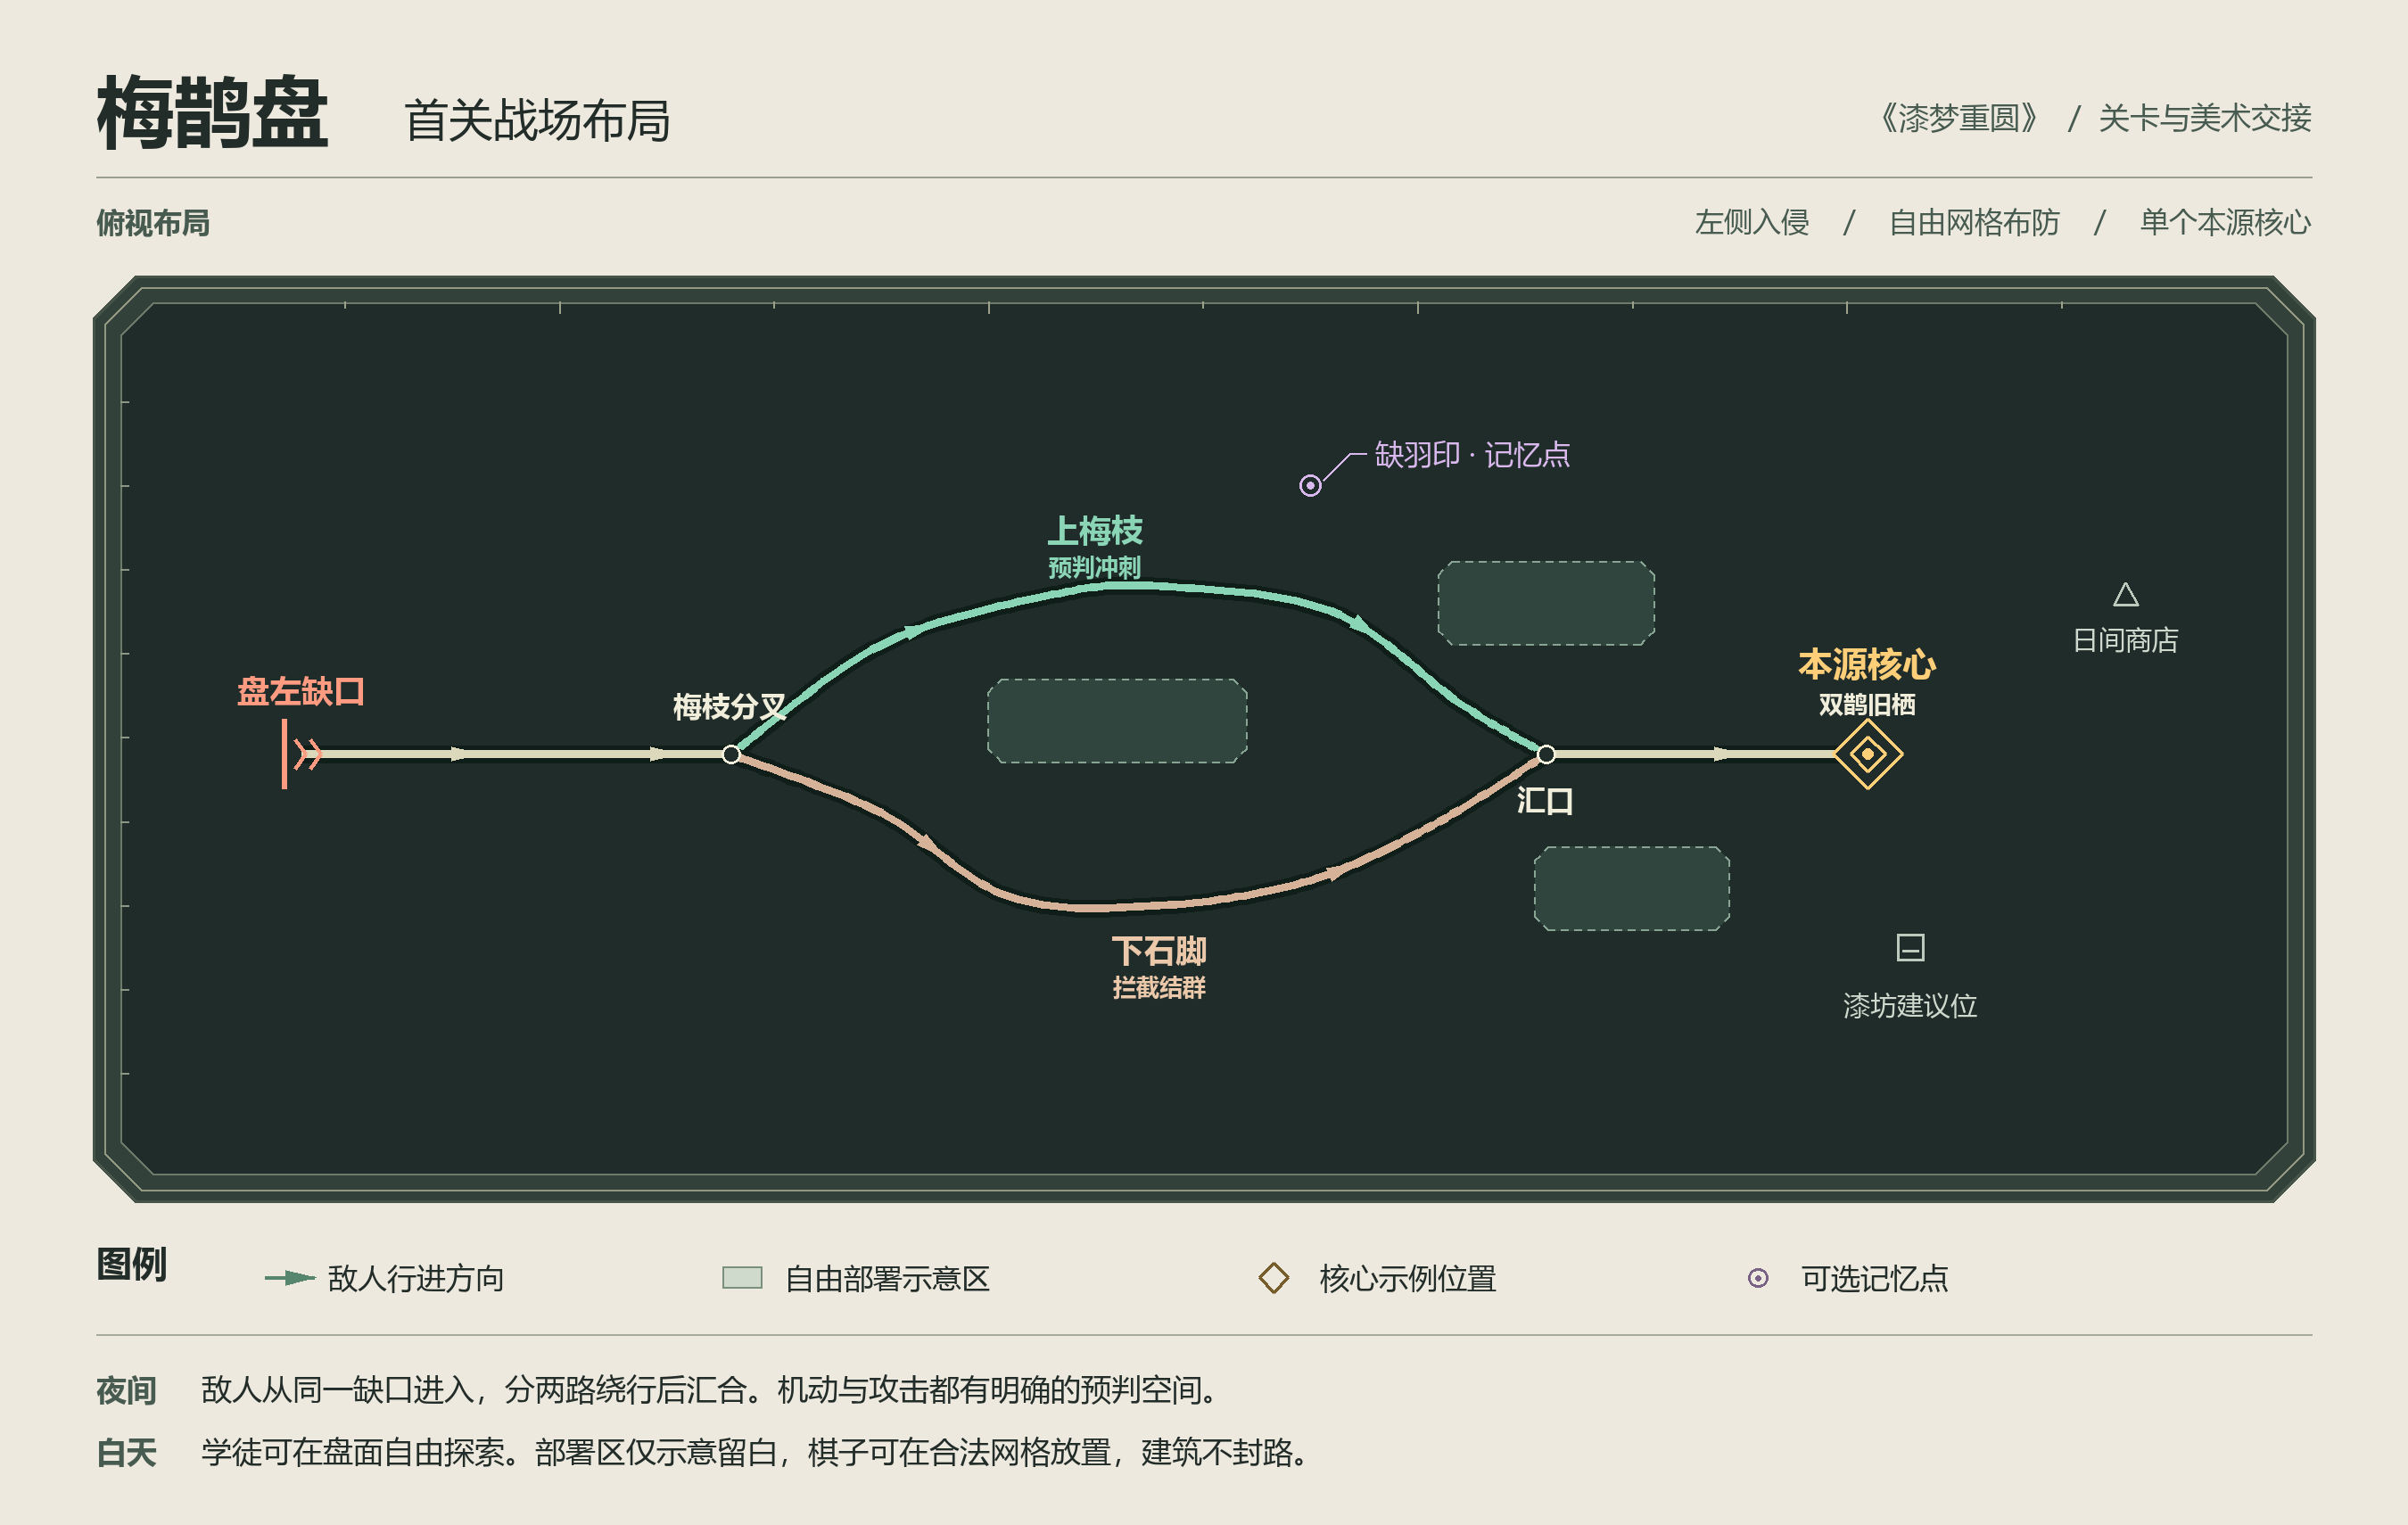 梅鹊盘
首关战场布局
《漆梦重圆》 / 关卡与美术交接
俯视布局
左侧入侵 / 自由网格布防 / 单个本源核心
缺羽印 · 记忆点
上梅枝
预判冲刺
日间商店
盘左缺口
梅枝分叉
本源核心
双鹊旧栖
汇口
下石脚
拦截结群
漆坊建议位
图例
敌人行进方向
自由部署示意区
核心示例位置
可选记忆点
夜间 敌人从同一缺口进入，分两路绕行后汇合。机动与攻击都有明确的预判空间。
白天 学徒可在盘面自由探索。部署区仅示意留白，棋子可在合法网格放置，建筑不封路。